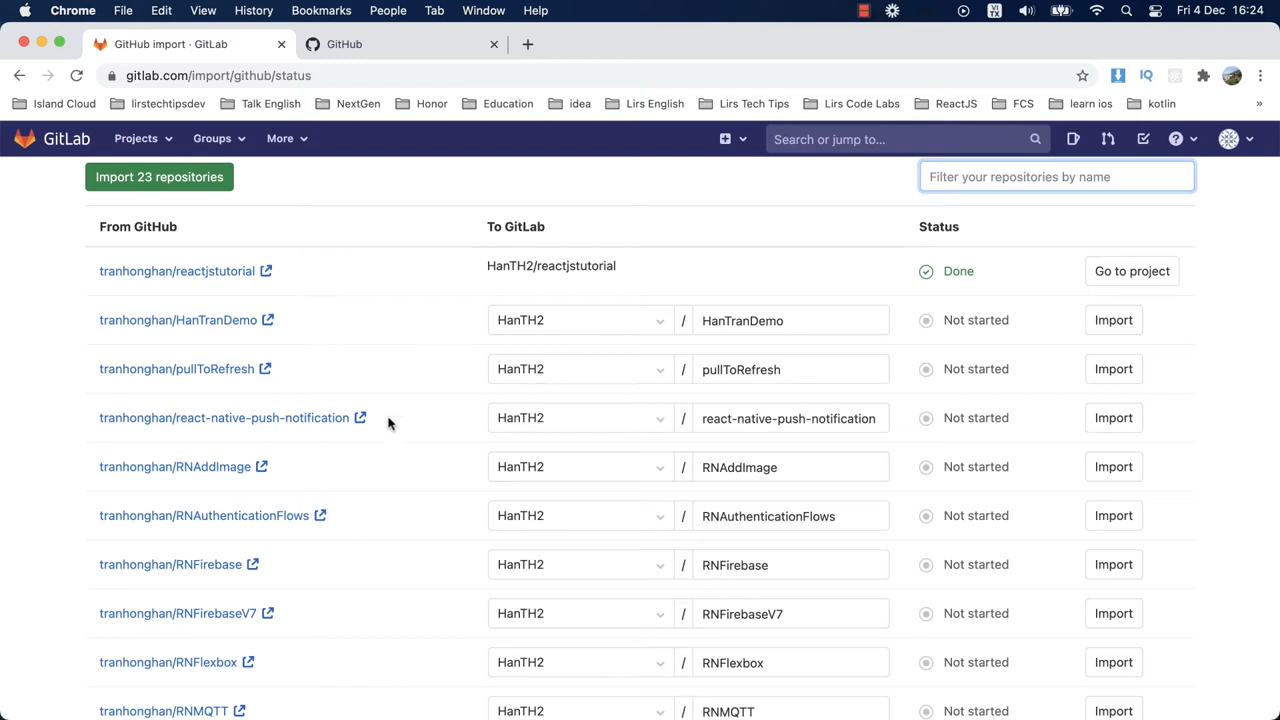 Chrome File Edit View History Bookmarks People Tab Window Help Fri 4 Dec 16:24
GitHub import · GitLab GitHub
gitlab.com/import/github/status IQ
Island Cloud lirstechtipsdev Talk English NextGen Honor Education idea Lirs English Lirs Tech Tips Lirs Code Labs ReactJS FCS learn ios kotlin »
GitLab Projects Groups More Search or jump to...
Import 23 repositories Filter your repositories by name
From GitHub To GitLab Status
tranhonghan/reactjstutorial HanTH2/reactjstutorial Done Go to project
tranhonghan/HanTranDemo HanTH2 / HanTranDemo Not started Import
tranhonghan/pullToRefresh HanTH2 / pullToRefresh Not started Import
tranhonghan/react-native-push-notification HanTH2 / react-native-push-notification Not started Import
tranhonghan/RNAddImage HanTH2 / RNAddImage Not started Import
tranhonghan/RNAuthenticationFlows HanTH2 / RNAuthenticationFlows Not started Import
tranhonghan/RNFirebase HanTH2 / RNFirebase Not started Import
tranhonghan/RNFirebaseV7 HanTH2 / RNFirebaseV7 Not started Import
tranhonghan/RNFlexbox HanTH2 / RNFlexbox Not started Import
tranhonghan/RNMQTT HanTH2 / RNMQTT Not started Import